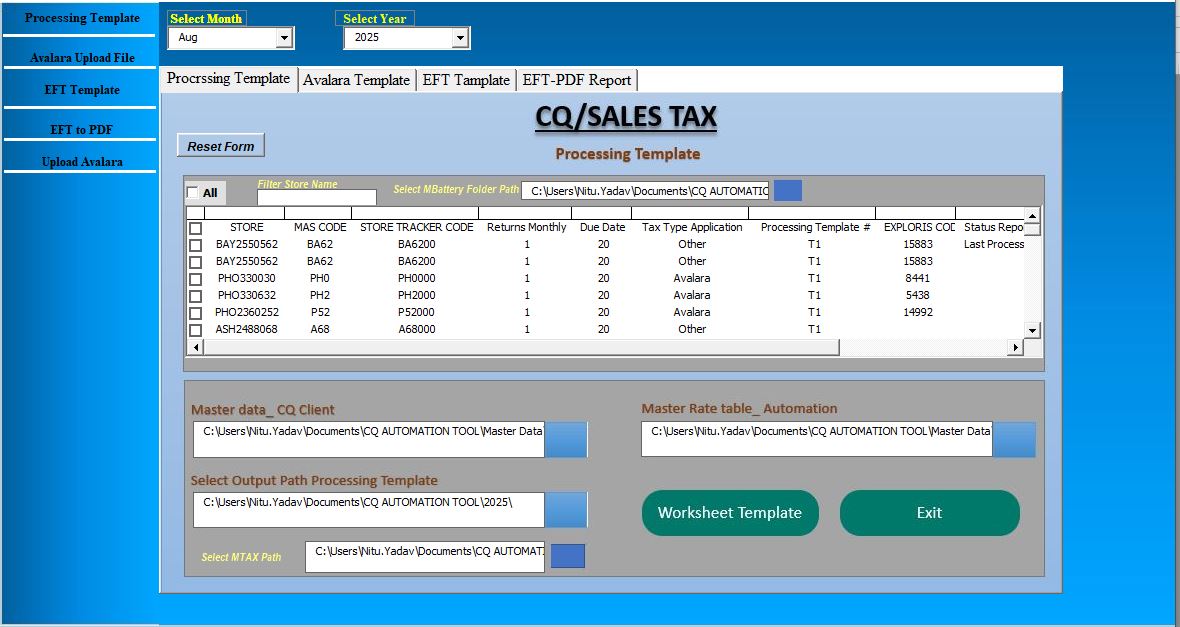 Processing Template
Avalara Upload File
EFT Template
EFT to PDF
Upload Avalara
Select Month
Select Year
Aug
2025
Procrssing Template
Avalara Template
EFT Tamplate
EFT-PDF Report
CQ/SALES TAX
Reset Form
Processing Template
All
Filter Store Name
Select MBattery Folder Path
C:\Users\Nitu.Yadav\Documents\CQ AUTOMATIC
STORE MAS CODE STORE TRACKER CODE Returns Monthly Due Date Tax Type Application Processing Template # EXPLORIS COD Status Repo
BAY2550562 BA62 BA6200 1 20 Other T1 15883 Last Process
BAY2550562 BA62 BA6200 1 20 Other T1 15883
PHO330030 PH0 PH0000 1 20 Avalara T1 8441
PHO330632 PH2 PH2000 1 20 Avalara T1 5438
PHO2360252 P52 P52000 1 20 Avalara T1 14992
ASH2488068 A68 A68000 1 20 Other T1
Master data_ CQ Client
C:\Users\Nitu.Yadav\Documents\CQ AUTOMATION TOOL\Master Data
Master Rate table_ Automation
C:\Users\Nitu.Yadav\Documents\CQ AUTOMATION TOOL\Master Data
Select Output Path Processing Template
C:\Users\Nitu.Yadav\Documents\CQ AUTOMATION TOOL\2025\
Worksheet Template
Exit
Select MTAX Path
C:\Users\Nitu.Yadav\Documents\CQ AUTOMATI